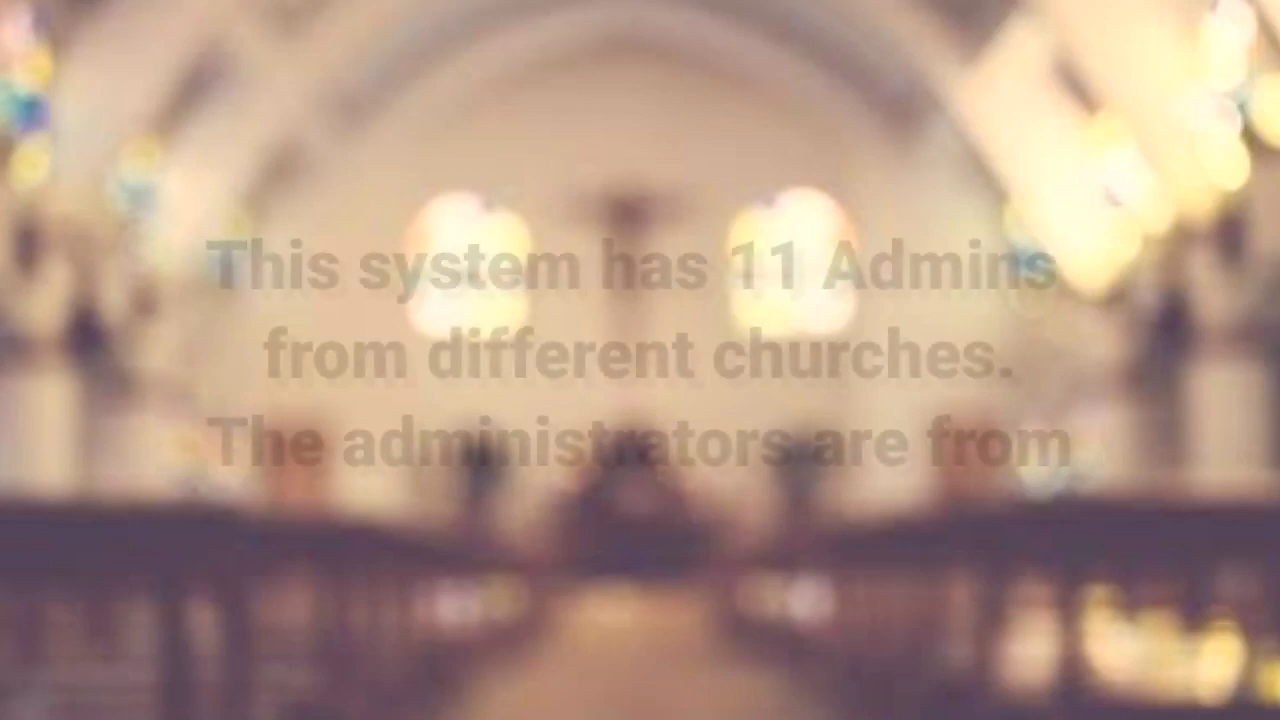 This system has 11 Admins
from different churches.
The administrators are from